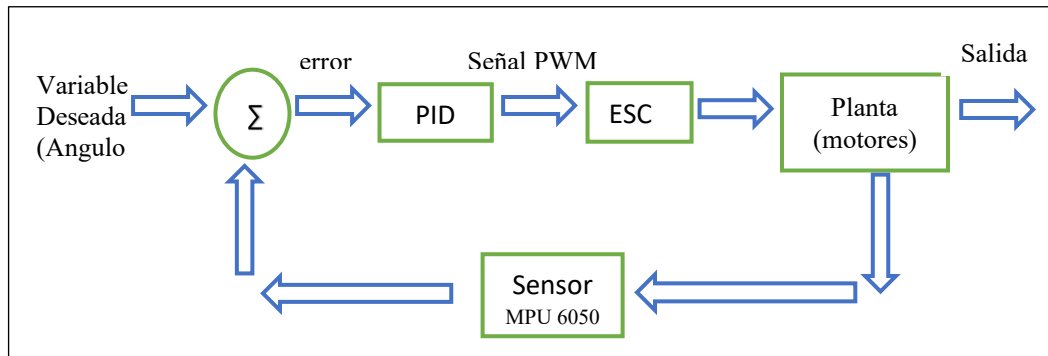 Variable
Deseada
(Angulo
Σ
error
PID
Señal PWM
ESC
Planta
(motores)
Salida
Sensor
MPU 6050